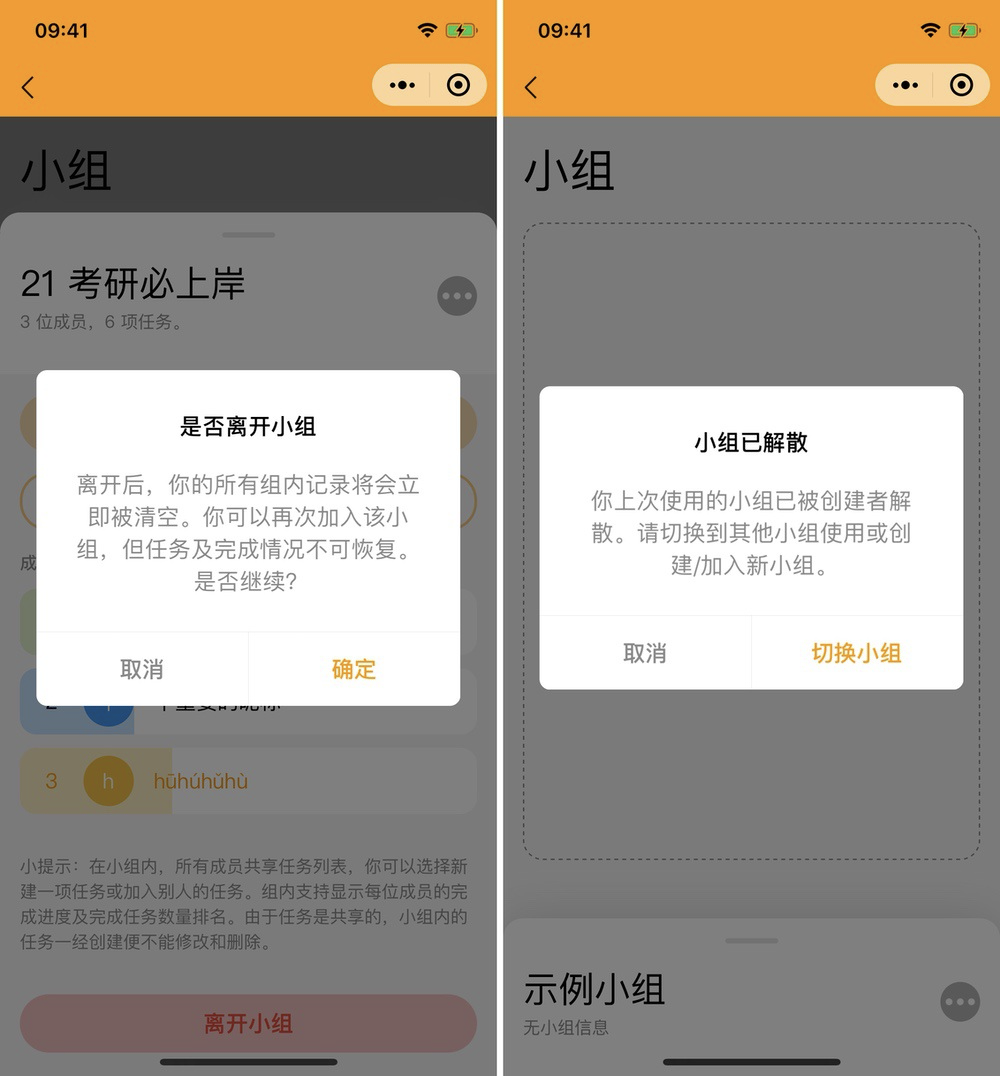 09:41
小组
21 考研必上岸
3 位成员，6 项任务。
是否离开小组
离开后，你的所有组内记录将会立
即被清空。你可以再次加入该小
组，但任务及完成情况不可恢复。
是否继续？
取消
确定
成
2
3
h
hūhúhǔhù
小提示：在小组内，所有成员共享任务列表，你可以选择新
建一项任务或加入别人的任务。组内支持显示每位成员的完
成进度及完成任务数量排名。由于任务是共享的，小组内的
任务一经创建便不能修改和删除。
离开小组
09:41
小组
小组已解散
你上次使用的小组已被创建者解
散。请切换到其他小组使用或创
建/加入新小组。
取消
切换小组
示例小组
无小组信息